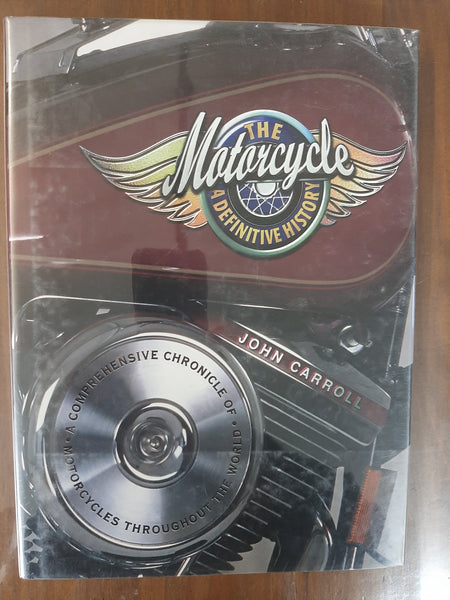 THE
Motorcycle
A DEFINITIVE HISTORY
JOHN CARROLL
• A COMPREHENSIVE CHRONICLE OF •
MOTORCYCLES THROUGHOUT THE WORLD